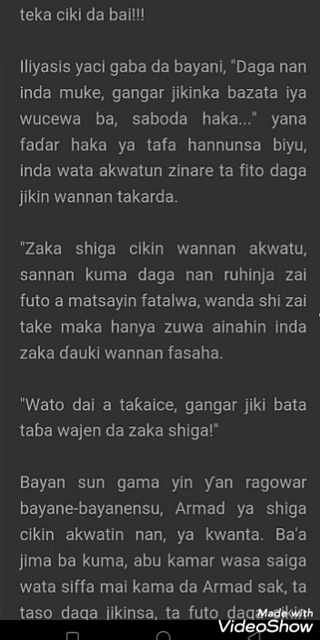 teka ciki da bai!!!
Iliyasis yaci gaba da bayani, "Daga nan
inda muke, gangar jikinka bazata iya
wucewa ba, saboda haka..." yana
faɗar haka ya tafa hannunsa biyu,
inda wata akwatun zinare ta fito daga
jikin wannan takarda.
"Zaka shiga cikin wannan akwatu,
sannan kuma daga nan ruhinja zai
futo a matsayin fatalwa, wanda shi zai
take maka hanya zuwa ainahin inda
zaka ɗauki wannan fasaha.
"Wato dai a taƙaice, gangar jiki bata
taɓa wajen da zaka shiga!"
Bayan sun gama yin ƴan ragowar
bayane-bayanensu, Armad ya shiga
cikin akwatin nan, ya kwanta. Ba'a
jima ba kuma, abu kamar wasa saiga
wata siffa mai kama da Armad sak, ta
taso daga jikinsa, ta futo daga
Made with
VideoShow